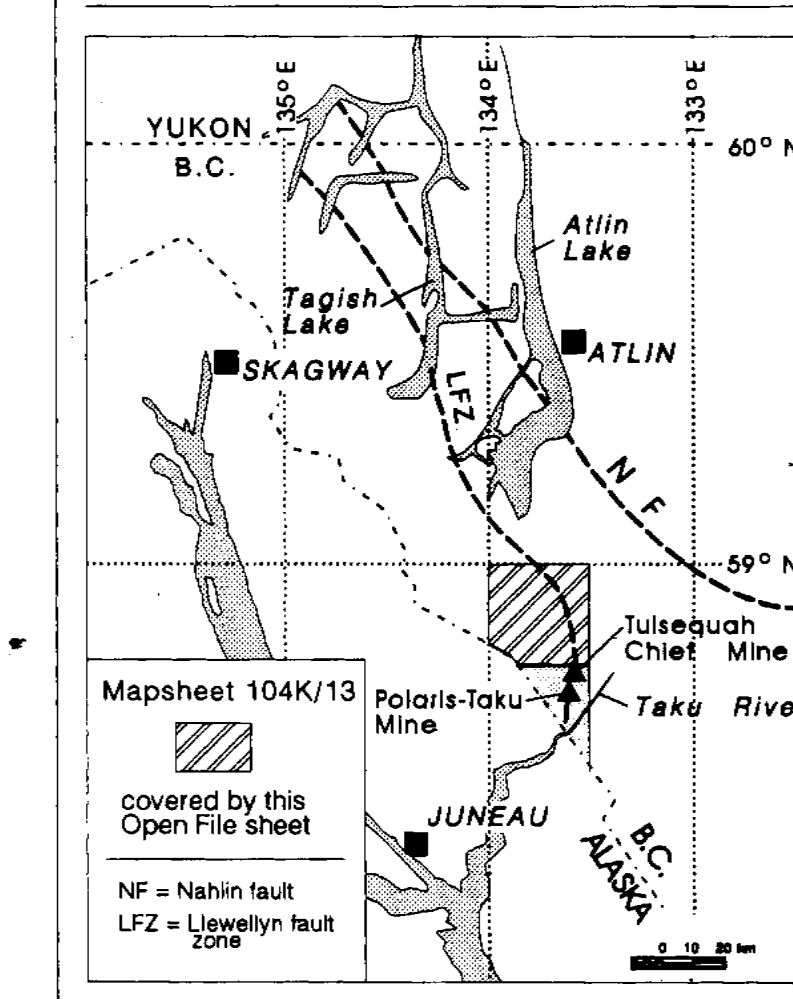 135° E
134° E
133° E
YUKON
B.C.
60° N
Atlin
Lake
Tagish
Lake
ATLIN
SKAGWAY
LFZ
N F
59° N
Tulsequah
Chief Mine
Polaris-Taku
Mine
Taku Rive
Mapsheet 104K/13
covered by this
Open File sheet
JUNEAU
B.C.
ALASKA
NF = Nahlin fault
LFZ = Llewellyn fault
zone
0 10 20 km